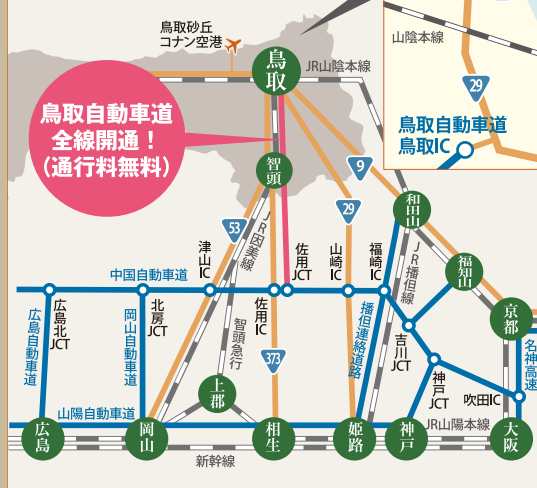 鳥取砂丘
コナン空港
鳥取
JR山陰本線
山陰本線
29
鳥取自動車道
鳥取IC
鳥取自動車道
全線開通！
（通行料無料）
智頭
9
29
53
和田山
福知山
京都
JR因美線
JR播但線
津山IC
佐用JCT
山崎IC
福崎IC
中国自動車道
広島北JCT
北房JCT
佐用IC
吉川JCT
神戸JCT
吹田IC
名神高速
広島自動車道
岡山自動車道
智頭急行
373
播但連絡道路
上郡
山陽自動車道
JR山陽本線
広島
岡山
相生
姫路
神戸
大阪
新幹線